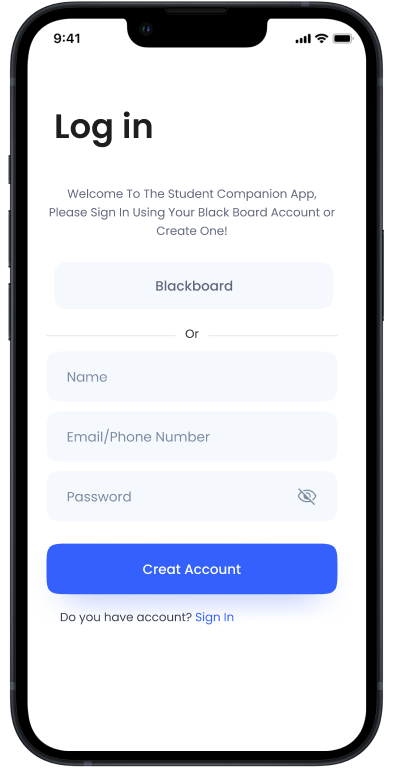 9:41
Log in
Welcome To The Student Companion App,
Please Sign In Using Your Black Board Account or
Create One!
Blackboard
Or
Name
Email/Phone Number
Password
Creat Account
Do you have account? Sign In